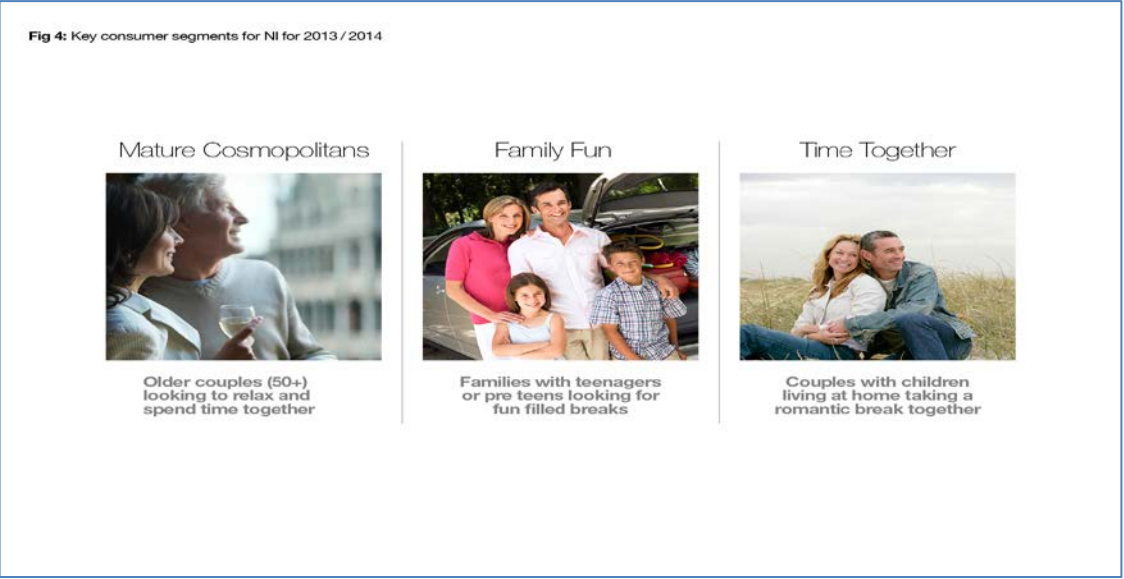 Fig 4: Key consumer segments for NI for 2013 / 2014
Mature Cosmopolitans
Older couples (50+)
looking to relax and
spend time together
Family Fun
Families with teenagers
or pre teens looking for
fun filled breaks
Time Together
Couples with children
living at home taking a
romantic break together